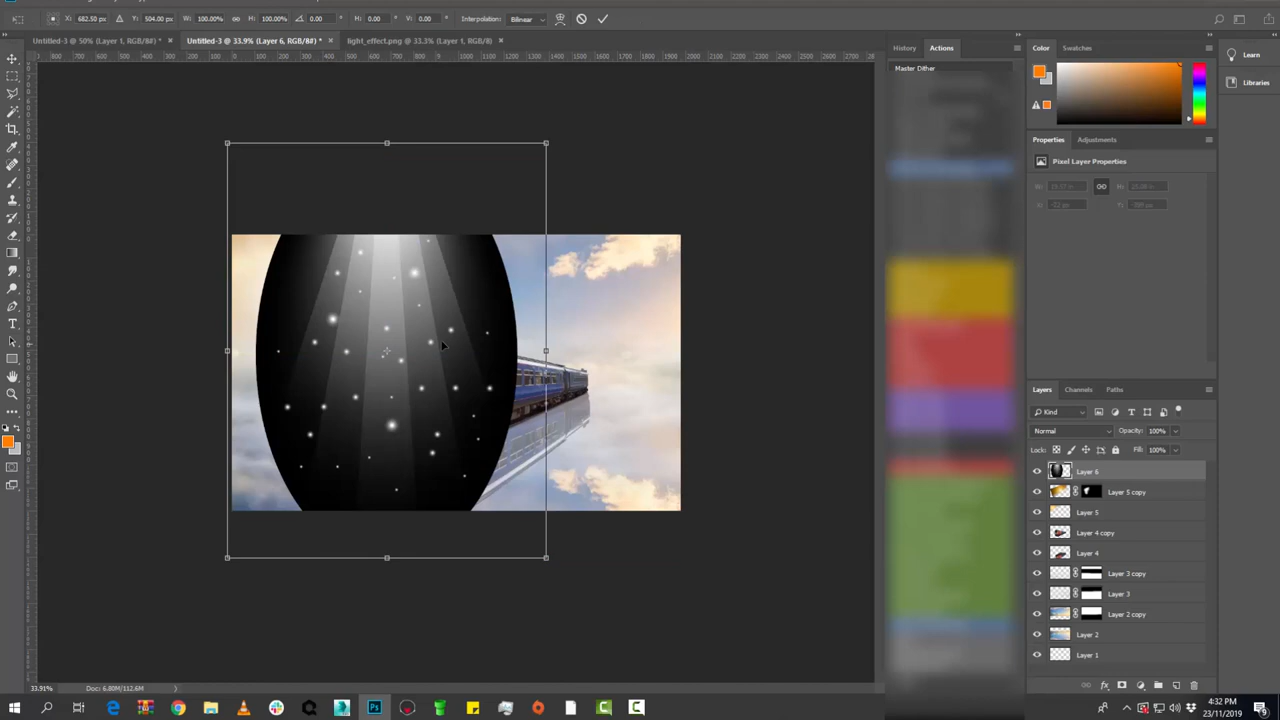 X: 682.50 px Y: 504.00 px W: 100.00% H: 100.00% 0.00 H: 0.00 V: 0.00 Interpolation: Bilinear
Untitled-3 @ 50% (Layer 1, RGB/8#) * × Untitled-3 @ 33.9% (Layer 6, RGB/8#) * × light_effect.png @ 33.3% (Layer 1, RGB/8) ×
History Actions
Master Dither
Color Swatches
Learn
Libraries
Properties Adjustments
Pixel Layer Properties
Layers Channels Paths
Kind
Normal Opacity: 100%
Lock: Fill: 100%
Layer 6
Layer 5 copy
Layer 5
Layer 4 copy
Layer 4
Layer 3 copy
Layer 3
Layer 2 copy
Layer 2
Layer 1
33.91% Doc: 6.80M/112.6M
4:32 PM
23/11/2019